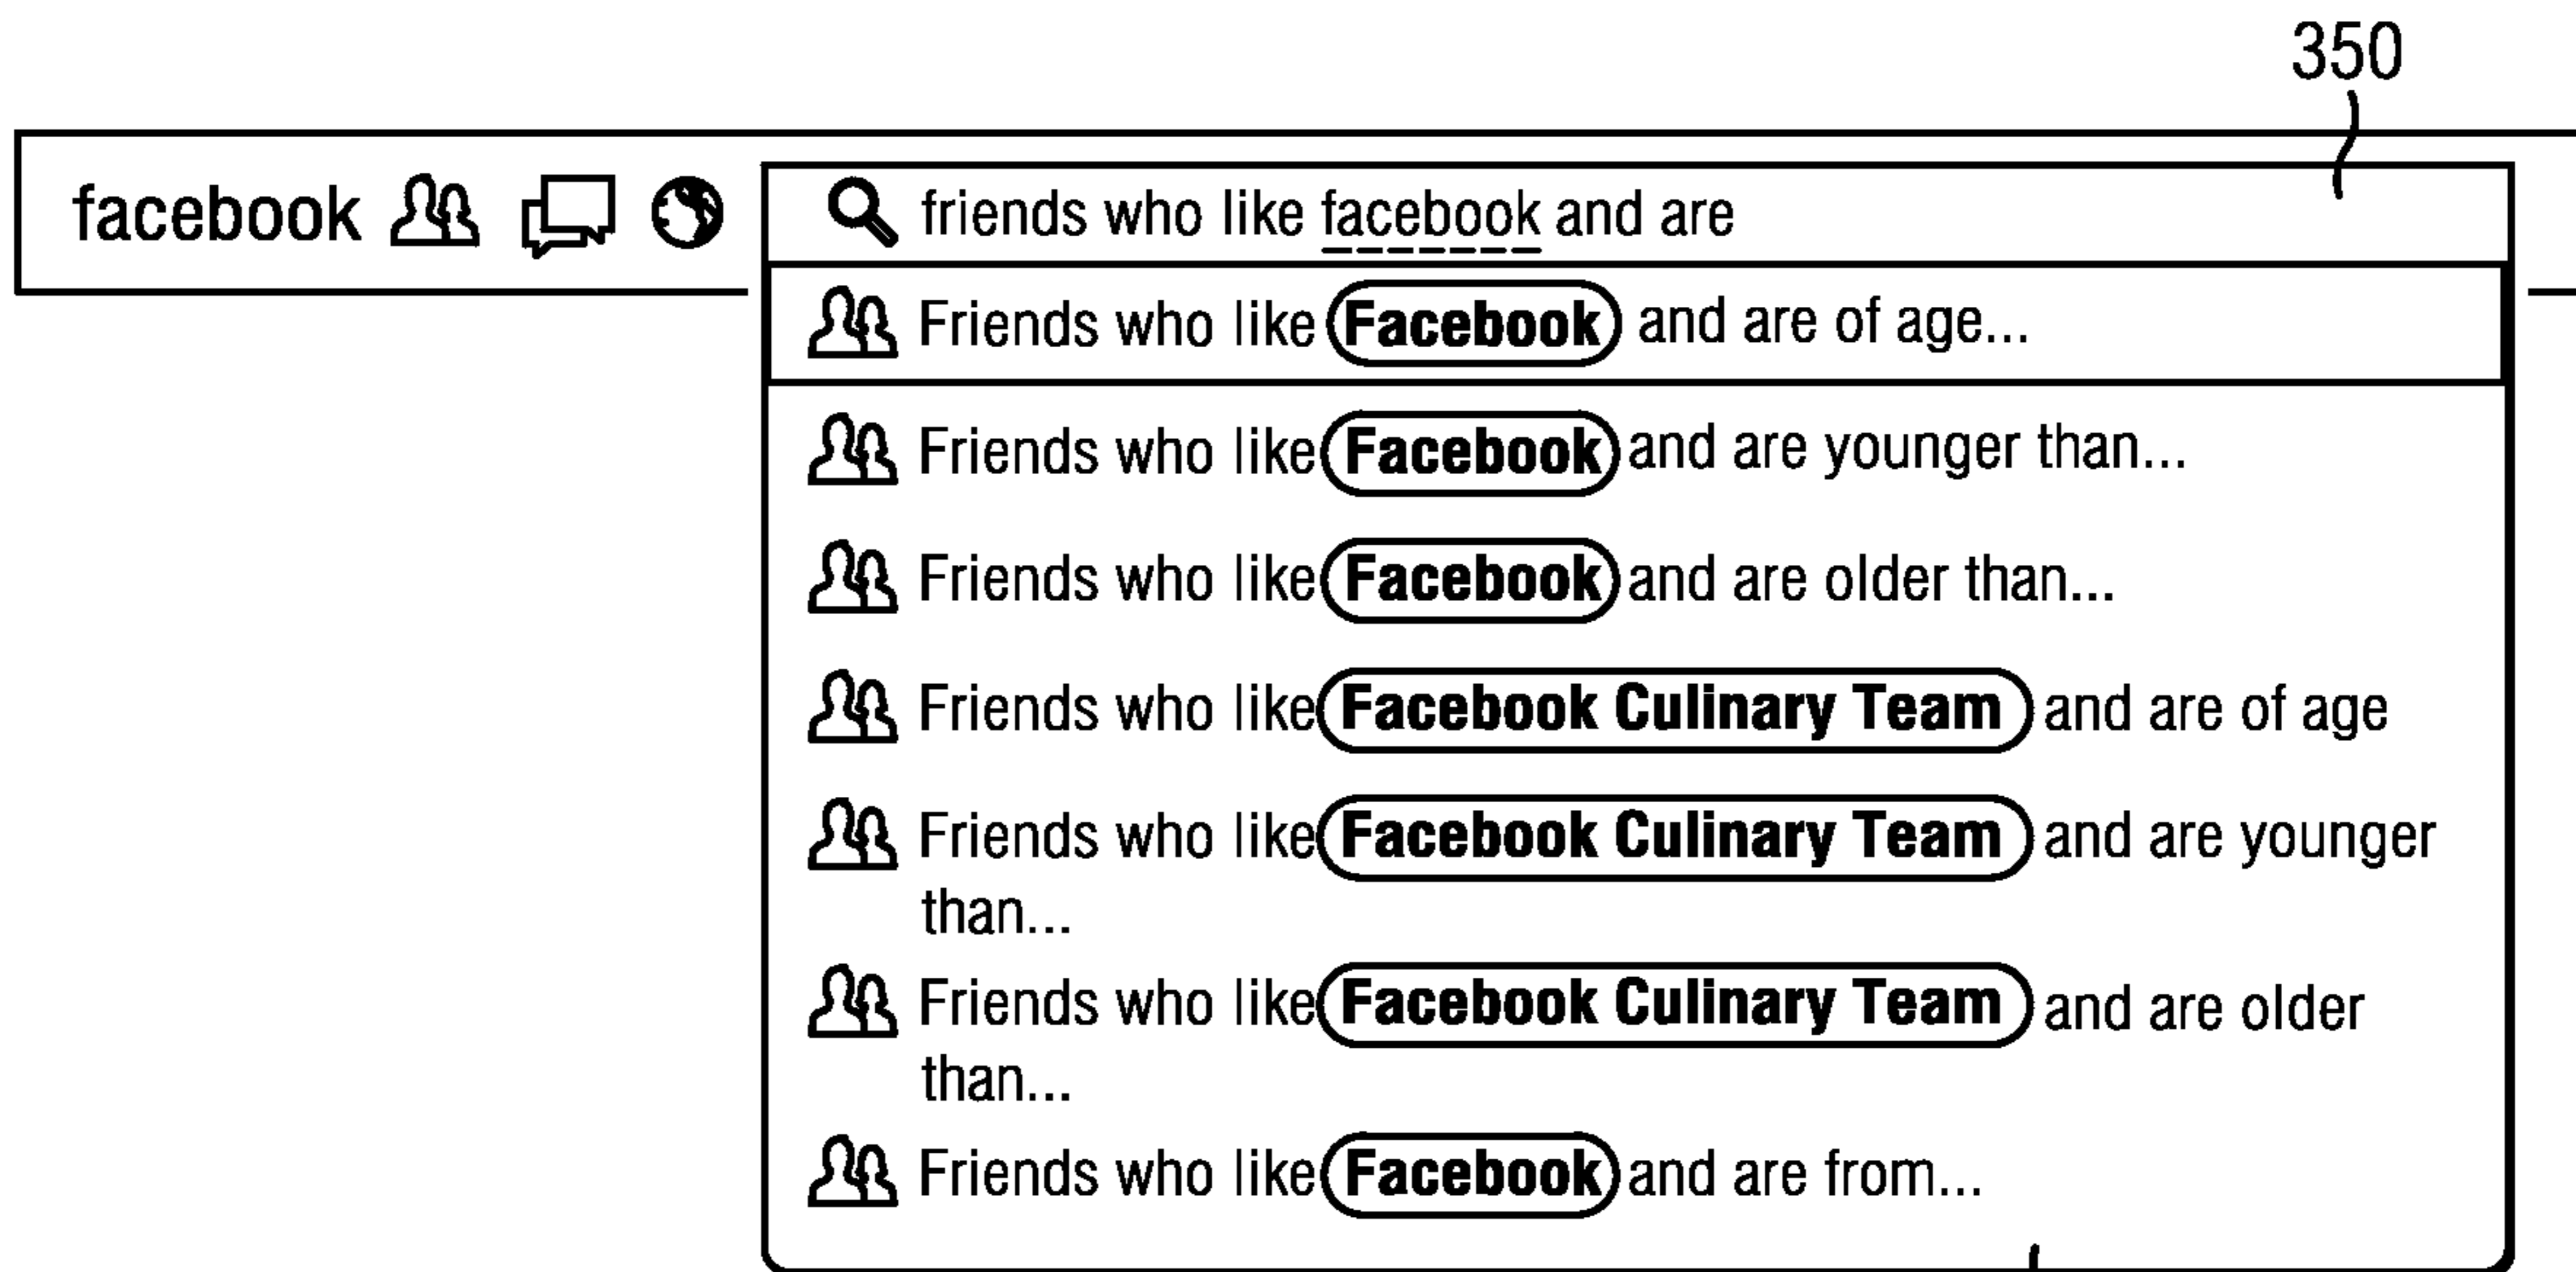 350
facebook
friends who like facebook and are
Friends who like Facebook and are of age...
Friends who like Facebook and are younger than...
Friends who like Facebook and are older than...
Friends who like Facebook Culinary Team and are of age
Friends who like Facebook Culinary Team and are younger
than...
Friends who like Facebook Culinary Team and are older
than...
Friends who like Facebook and are from...